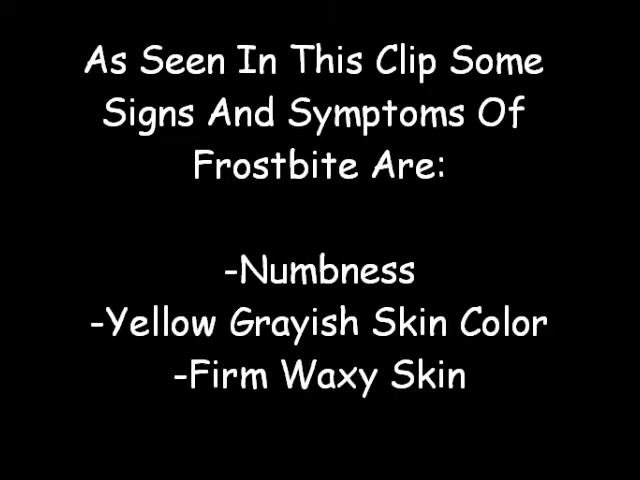 As Seen In This Clip Some
Signs And Symptoms Of
Frostbite Are:
-Numbness
-Yellow Grayish Skin Color
-Firm Waxy Skin